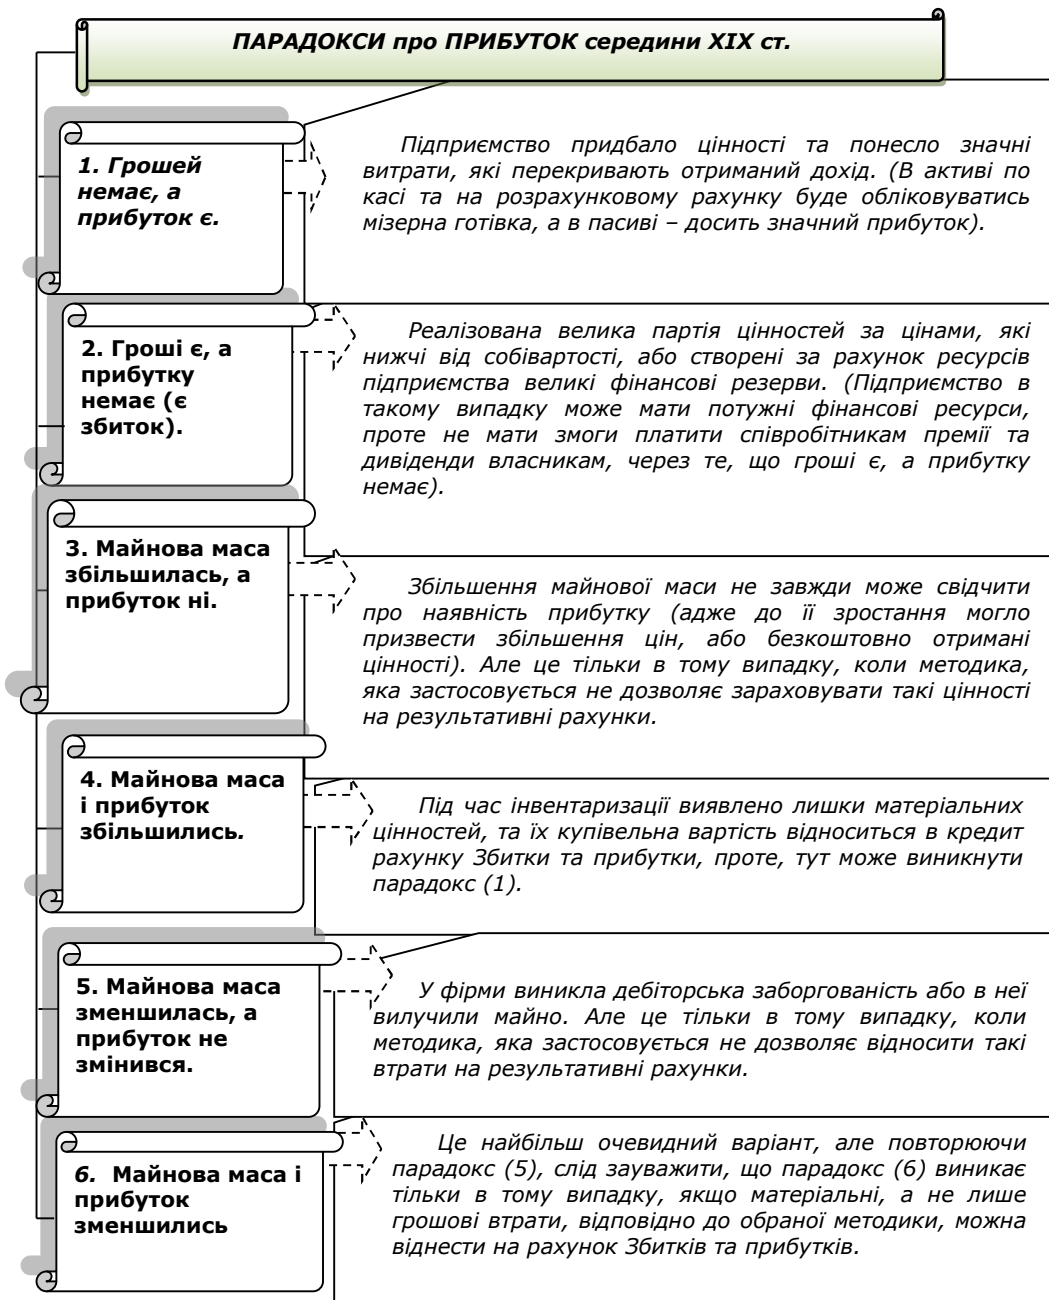 ПАРАДОКСИ про ПРИБУТОК середини XIX ст.
1. Грошей
немає, а
прибуток є.
Підприємство придбало цінності та понесло значні
витрати, які перекривають отриманий дохід. (В активі по
касі та на розрахунковому рахунку буде обліковуватись
мізерна готівка, а в пасиві – досить значний прибуток).
2. Гроші є, а
прибутку
немає (є
збиток).
Реалізована велика партія цінностей за цінами, які
нижчі від собівартості, або створені за рахунок ресурсів
підприємства великі фінансові резерви. (Підприємство в
такому випадку може мати потужні фінансові ресурси,
проте не мати змоги платити співробітникам премії та
дивіденди власникам, через те, що гроші є, а прибутку
немає).
3. Майнова маса
збільшилась, а
прибуток ні.
Збільшення майнової маси не завжди може свідчити
про наявність прибутку (адже до її зростання могло
призвести збільшення цін, або безкоштовно отримані
цінності). Але це тільки в тому випадку, коли методика,
яка застосовується не дозволяє зараховувати такі цінності
на результативні рахунки.
4. Майнова маса
і прибуток
збільшились.
Під час інвентаризації виявлено лишки матеріальних
цінностей, та їх купівельна вартість відноситься в кредит
рахунку Збитки та прибутки, проте, тут може виникнути
парадокс (1).
5. Майнова маса
зменшилась, а
прибуток не
змінився.
У фірми виникла дебіторська заборгованість або в неї
вилучили майно. Але це тільки в тому випадку, коли
методика, яка застосовується не дозволяє відносити такі
втрати на результативні рахунки.
6. Майнова маса і
прибуток
зменшились
Це найбільш очевидний варіант, але повторюючи
парадокс (5), слід зауважити, що парадокс (6) виникає
тільки в тому випадку, якщо матеріальні, а не лише
грошові втрати, відповідно до обраної методики, можна
віднести на рахунок Збитків та прибутків.